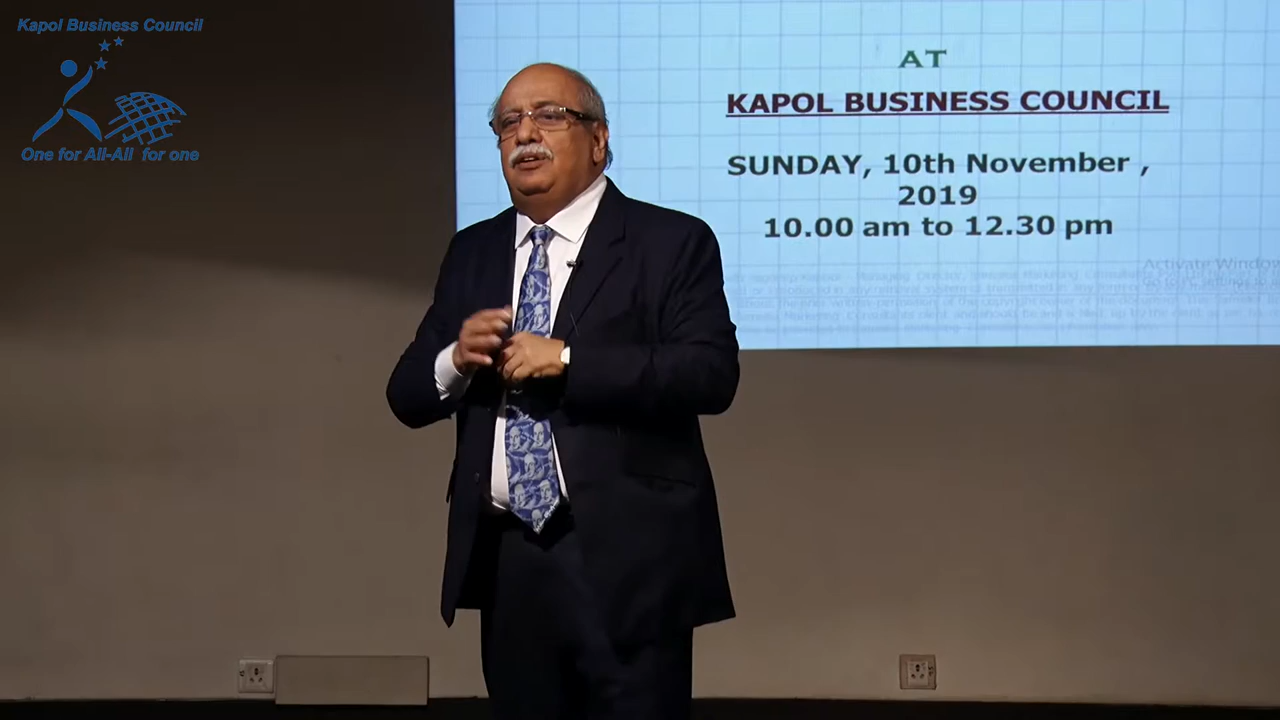 Kapol Business Council
One for All-All for one
AT
KAPOL BUSINESS COUNCIL
SUNDAY, 10th November ,
2019
10.00 am to 12.30 pm
Activate Window